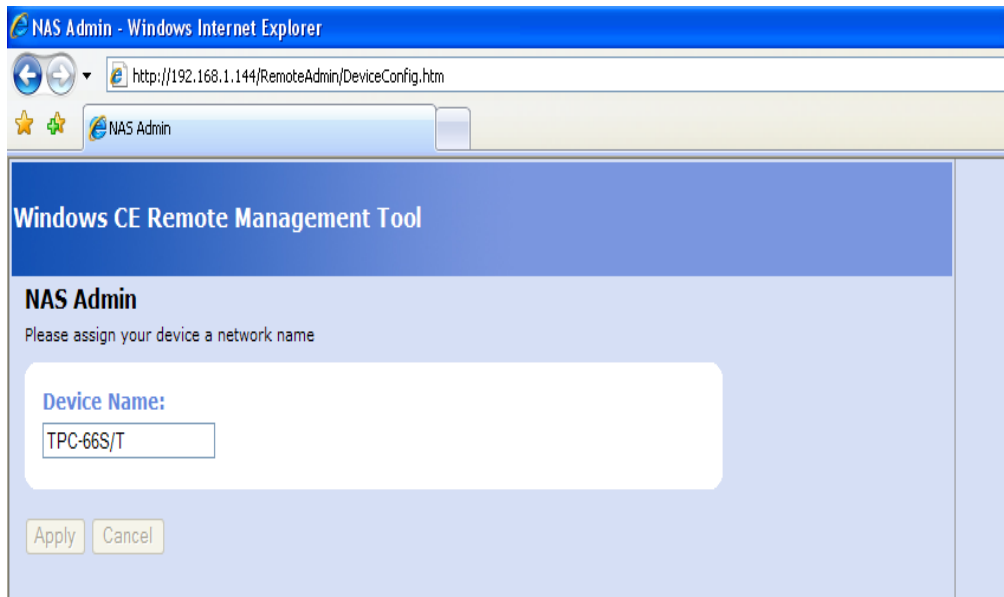 NAS Admin - Windows Internet Explorer
http://192.168.1.144/RemoteAdmin/DeviceConfig.htm
NAS Admin
Windows CE Remote Management Tool
NAS Admin
Please assign your device a network name
Device Name:
TPC-66S/T
Apply Cancel